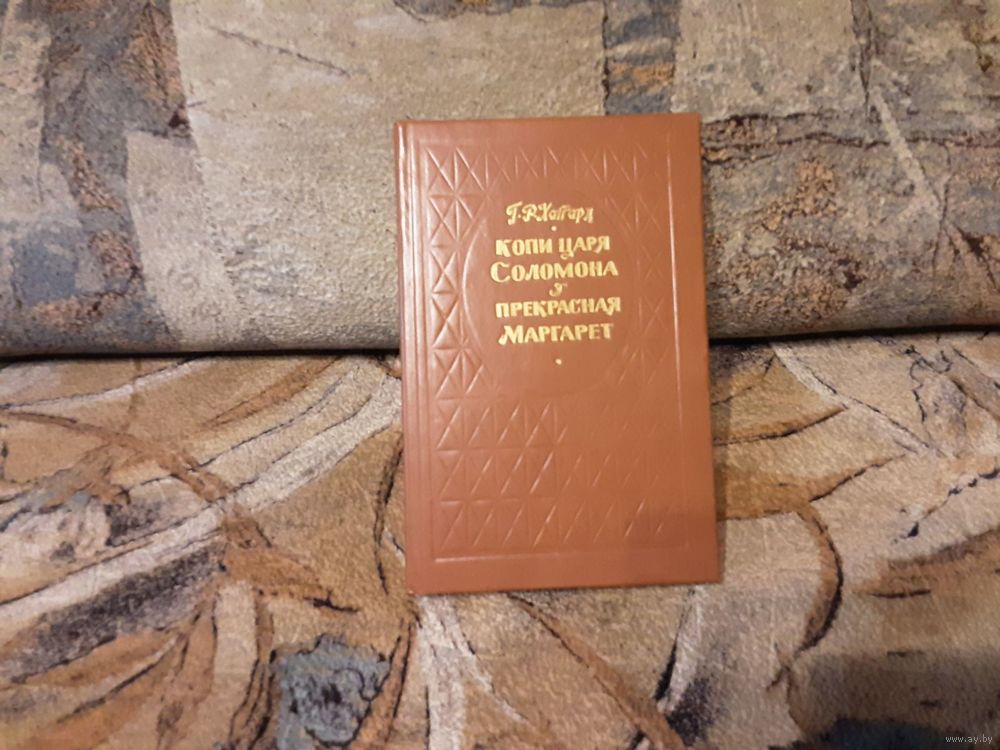 Г. Р. Хаггард
КОПИ ЦАРЯ
СОЛОМОНА
ПРЕКРАСНАЯ
МАРГАРЕТ
www.ay.by